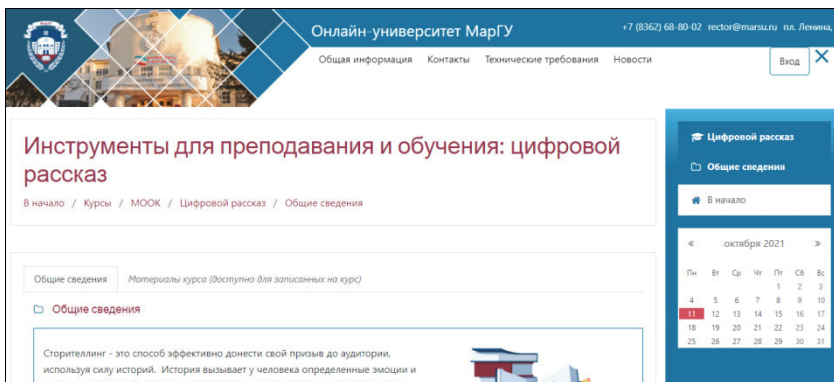 Онлайн-университет МарГУ
+7 (8362) 68-80-02 rector@marsu.ru пл. Ленина,
Общая информация Контакты Технические требования Новости
Вход
Инструменты для преподавания и обучения: цифровой
рассказ
В начало / Курсы / МООК / Цифровой рассказ / Общие сведения
Общие сведения Материалы курса (доступно для записанных на курс)
Общие сведения
Сторителлинг - это способ эффективно донести свой призыв до аудитории,
используя силу историй. История вызывает у человека определенные эмоции и
Цифровой рассказ
Общие сведения
В начало
« октября 2021 »
Пн Вт Ср Чт Пт Сб Вс
1 2 3
4 5 6 7 8 9 10
11 12 13 14 15 16 17
18 19 20 21 22 23 24
25 26 27 28 29 30 31